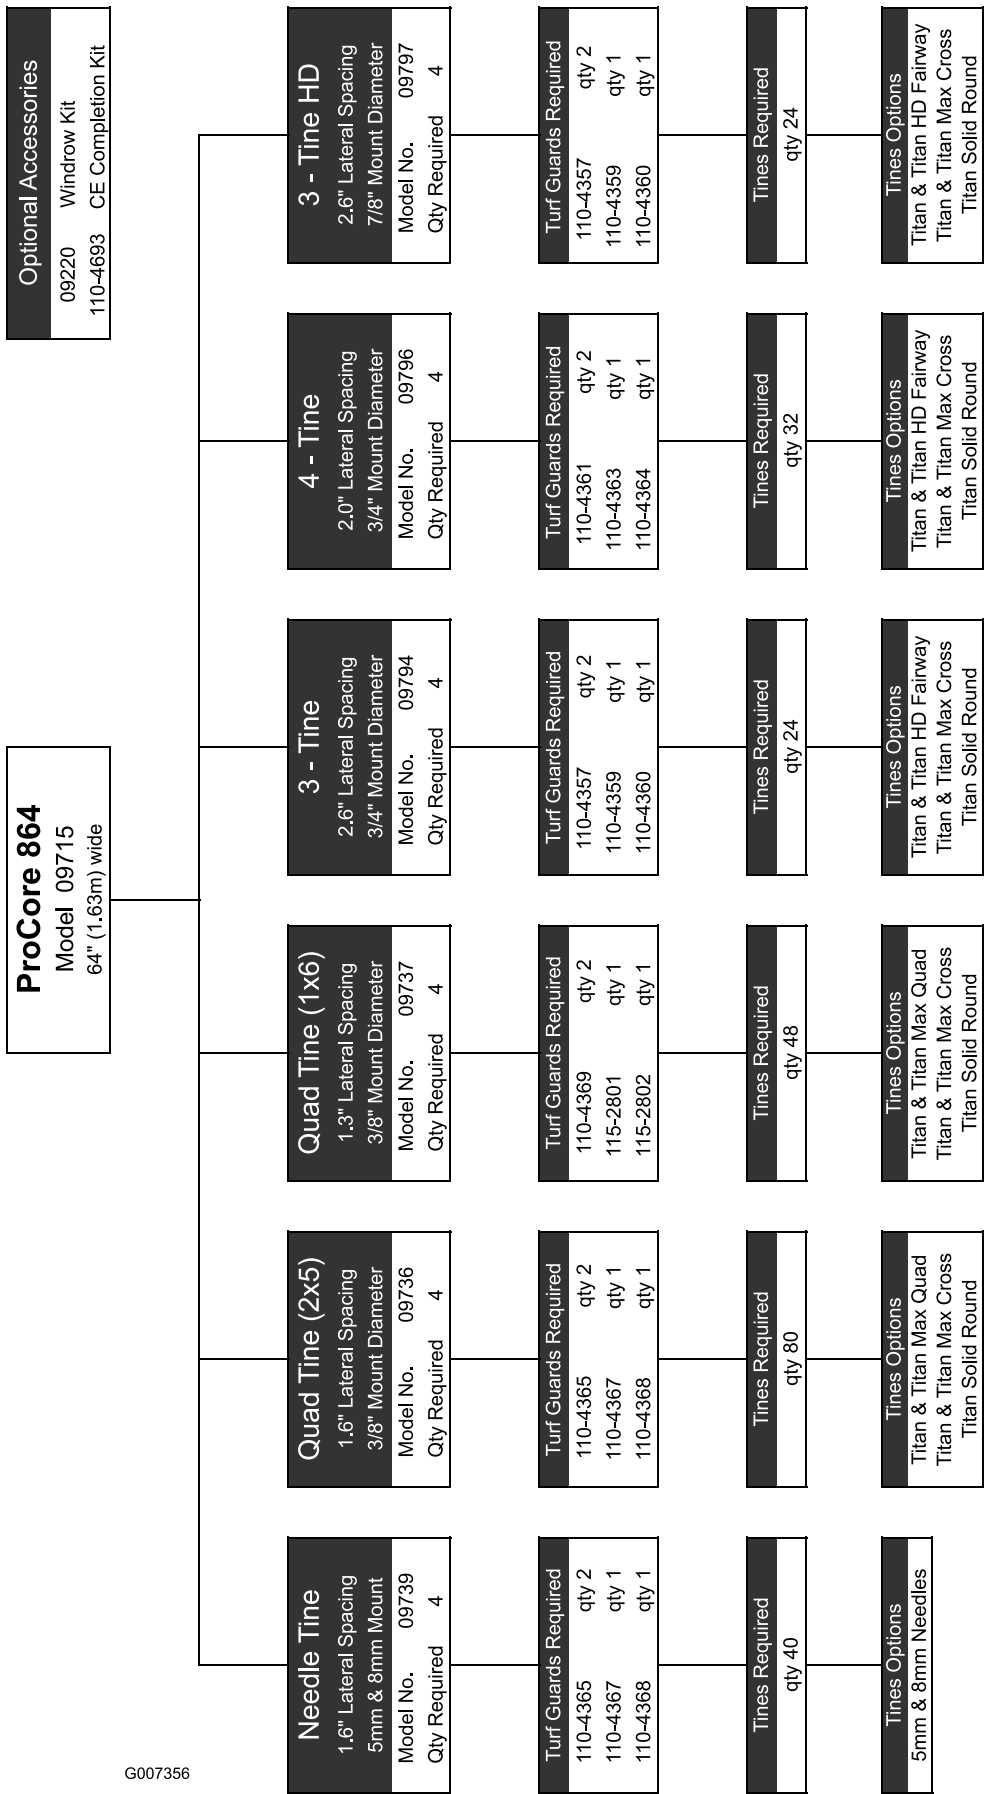 ProCore 864
Model 09715
64" (1.63m) wide
Optional Accessories
09220 Windrow Kit
110-4693 CE Completion Kit
Needle Tine
1.6" Lateral Spacing
5mm & 8mm Mount
Model No. 09739
Qty Required 4
Turf Guards Required
110-4365 qty 2
110-4367 qty 1
110-4368 qty 1
Tines Required
qty 40
Tines Options
5mm & 8mm Needles
Quad Tine (2x5)
1.6" Lateral Spacing
3/8" Mount Diameter
Model No. 09736
Qty Required 4
Turf Guards Required
110-4365 qty 2
110-4367 qty 1
110-4368 qty 1
Tines Required
qty 80
Tines Options
Titan & Titan Max Quad
Titan & Titan Max Cross
Titan Solid Round
Quad Tine (1x6)
1.3" Lateral Spacing
3/8" Mount Diameter
Model No. 09737
Qty Required 4
Turf Guards Required
110-4369 qty 2
115-2801 qty 1
115-2802 qty 1
Tines Required
qty 48
Tines Options
Titan & Titan Max Quad
Titan & Titan Max Cross
Titan Solid Round
3 - Tine
2.6" Lateral Spacing
3/4" Mount Diameter
Model No. 09794
Qty Required 4
Turf Guards Required
110-4357 qty 2
110-4359 qty 1
110-4360 qty 1
Tines Required
qty 24
Tines Options
Titan & Titan HD Fairway
Titan & Titan Max Cross
Titan Solid Round
4 - Tine
2.0" Lateral Spacing
3/4" Mount Diameter
Model No. 09796
Qty Required 4
Turf Guards Required
110-4361 qty 2
110-4363 qty 1
110-4364 qty 1
Tines Required
qty 32
Tines Options
Titan & Titan HD Fairway
Titan & Titan Max Cross
Titan Solid Round
3 - Tine HD
2.6" Lateral Spacing
7/8" Mount Diameter
Model No. 09797
Qty Required 4
Turf Guards Required
110-4357 qty 2
110-4359 qty 1
110-4360 qty 1
Tines Required
qty 24
Tines Options
Titan & Titan HD Fairway
Titan & Titan Max Cross
Titan Solid Round
G007356